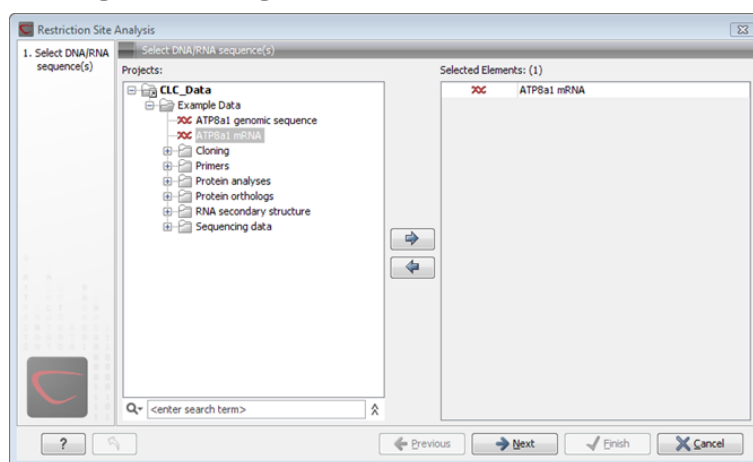 Restriction Site Analysis
1. Select DNA/RNA
sequence(s)
Select DNA/RNA sequence(s)
Projects:
CLC_Data
Example Data
ATP8a1 genomic sequence
ATP8a1 mRNA
Cloning
Primers
Protein analyses
Protein orthologs
RNA secondary structure
Sequencing data
<enter search term>
Selected Elements: (1)
ATP8a1 mRNA
?
Previous
Next
Finish
Cancel